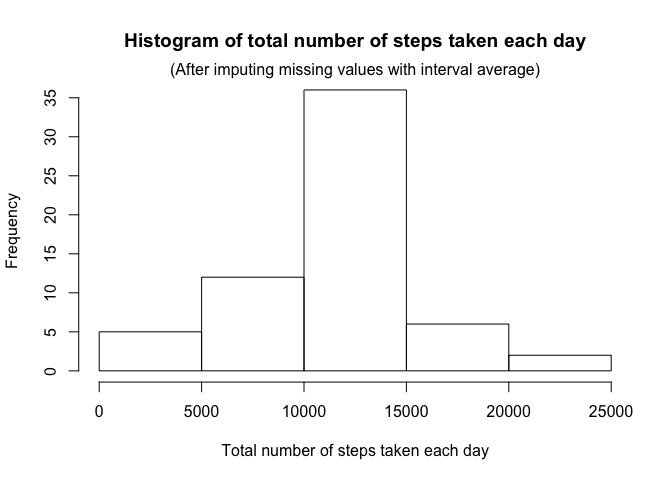 Histogram of total number of steps taken each day
(After imputing missing values with interval average)
35
30
25
20
15
10
5
0
Frequency
0 5000 10000 15000 20000 25000
Total number of steps taken each day